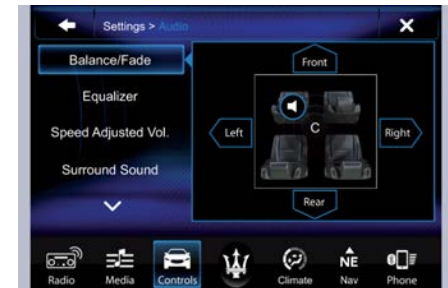 Settings > Audio
Balance/Fade
Equalizer
Speed Adjusted Vol.
Surround Sound
Front
Left
C
Right
Rear
Radio
Media
Controls
Climate
NE
Nav
Phone